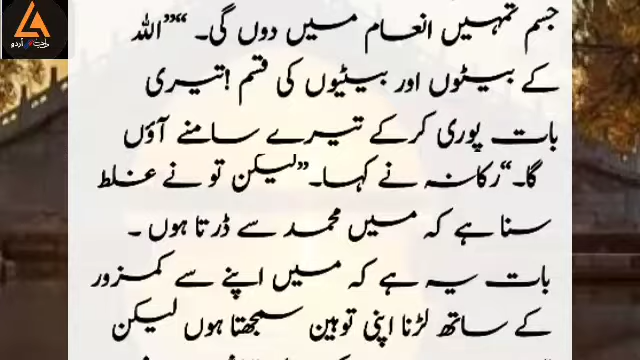 جسم تمہیں انعام میں دوں گی۔ “”اللہ
کے بیٹوں اور بیٹیوں کی قسم !تیری
بات پوری کرکے تیرے سامنے آؤں
گا۔“رکانہ نے کہا۔”لیکن تو نے غلط
سنا ہے کہ میں محمد سے ڈرتا ہوں ۔
بات یہ ہے کہ میں اپنے سے کمزور
کے ساتھ لڑنا اپنی توہین سمجھتا ہوں لیکن